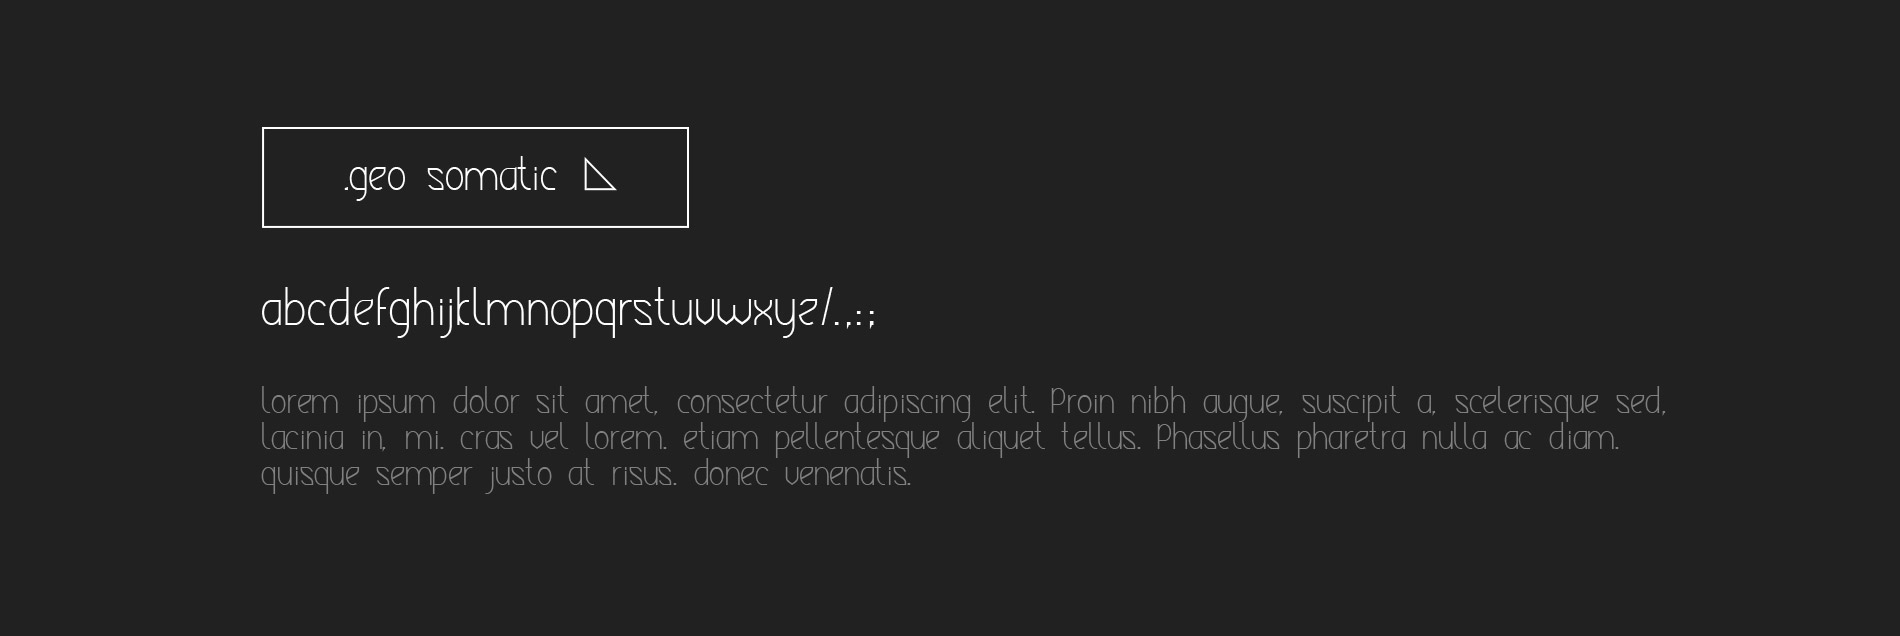 .geo somatic
abcdefghijklmnopqrstuvwxyz/.,:;
lorem ipsum dolor sit amet, consectetur adipiscing elit. Proin nibh augue, suscipit a, scelerisque sed,
lacinia in, mi. cras vel lorem. etiam pellentesque aliquet tellus. Phasellus pharetra nulla ac diam.
quisque semper justo at risus. donec venenatis.